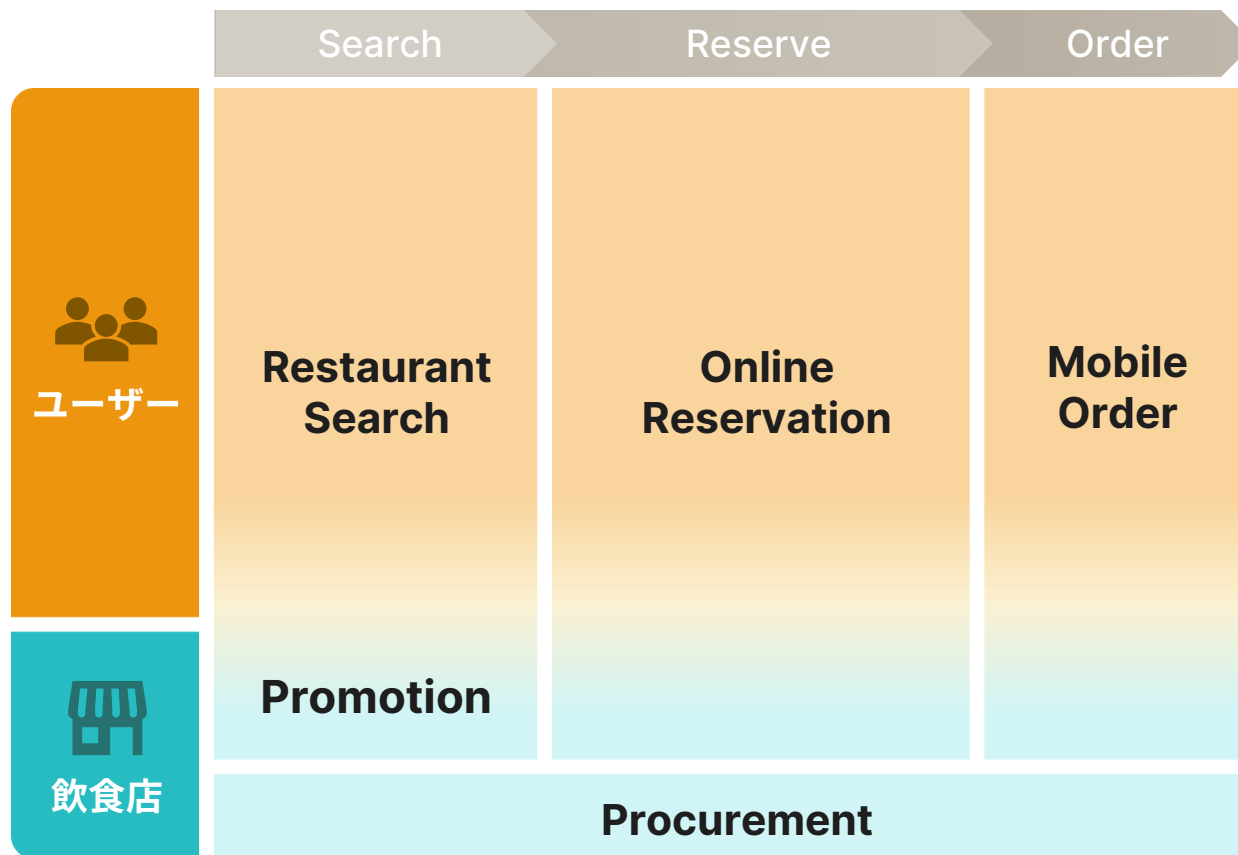 Search
Reserve
Order
ユーザー
Restaurant
Search
Online
Reservation
Mobile
Order
Promotion
飲食店
Procurement